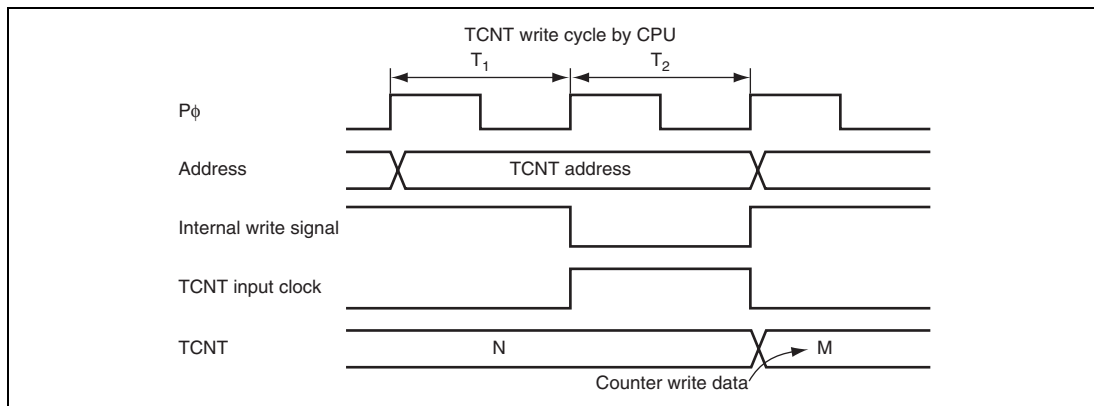 TCNT write cycle by CPU
T₁ T₂
Pϕ
Address TCNT address
Internal write signal
TCNT input clock
TCNT N M
Counter write data